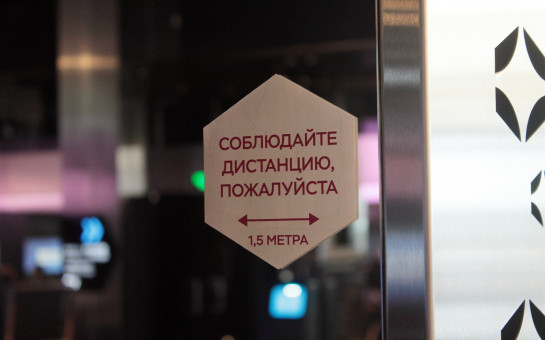 СОБЛЮДАЙТЕ
ДИСТАНЦИЮ,
ПОЖАЛУЙСТА
1,5 МЕТРА